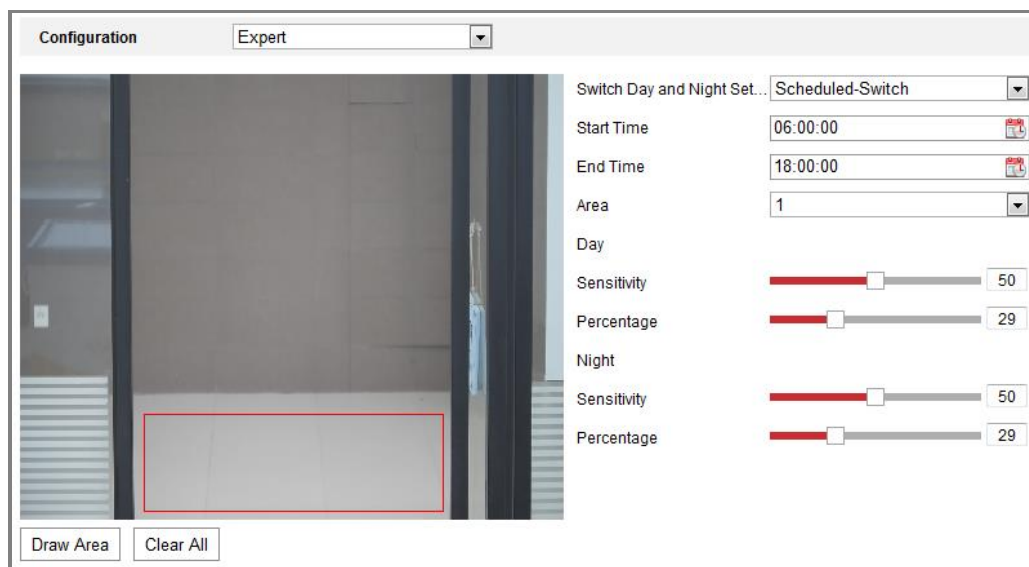 Configuration Expert
Switch Day and Night Set... Scheduled-Switch
Start Time 06:00:00
End Time 18:00:00
Area 1
Day
Sensitivity 50
Percentage 29
Night
Sensitivity 50
Percentage 29
Draw Area Clear All